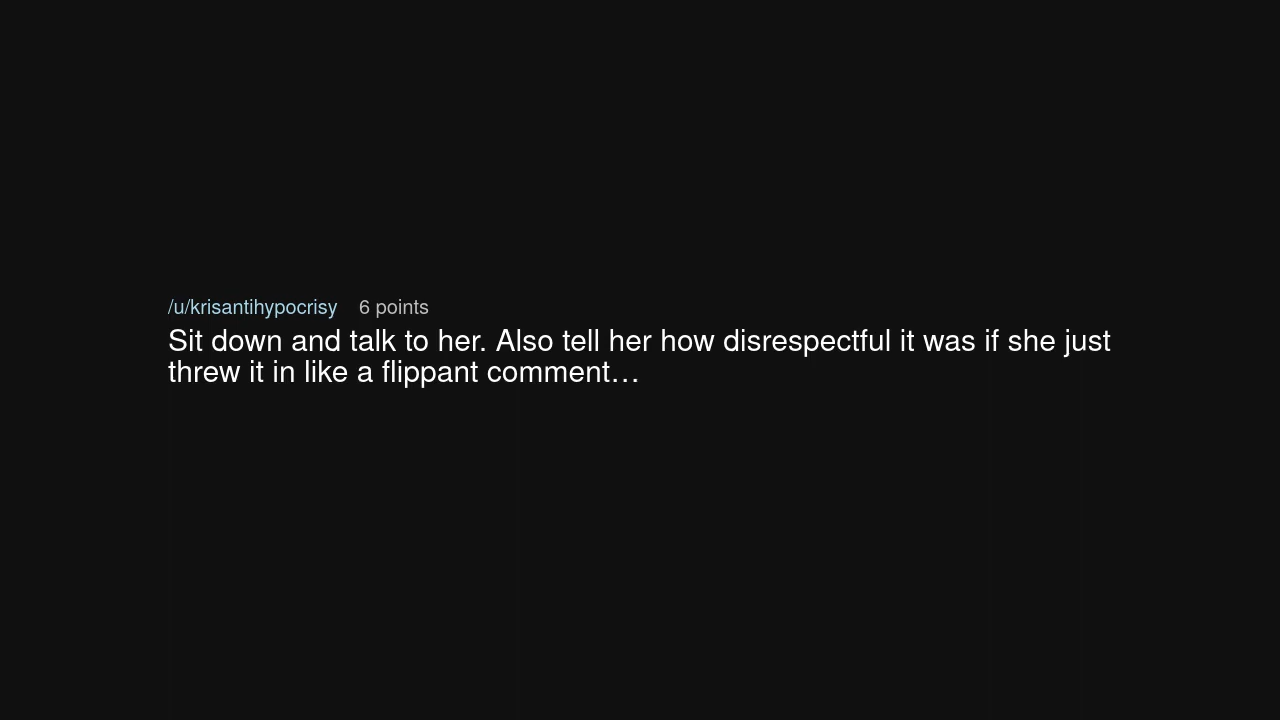 /u/krisantihypocrisy 6 points
Sit down and talk to her. Also tell her how disrespectful it was if she just
threw it in like a flippant comment…